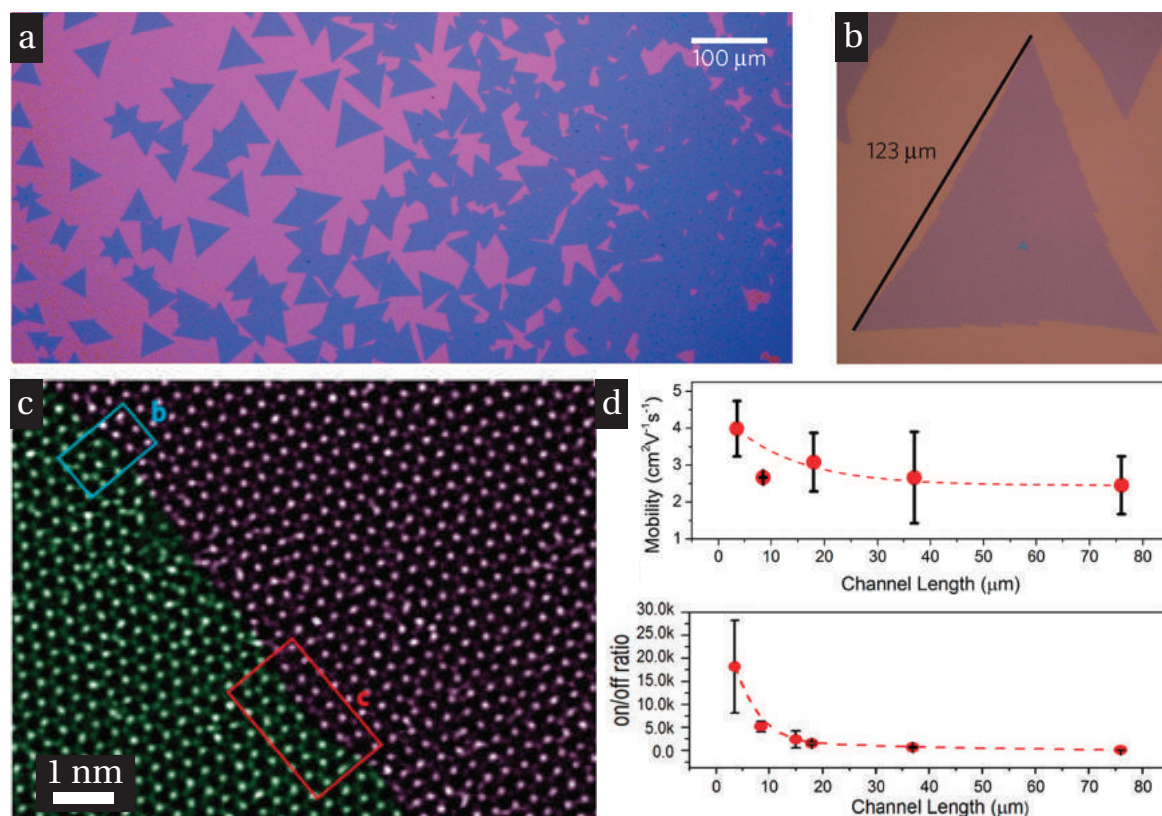 a
100 μm
b
123 μm
c
b
c
1 nm
d
Mobility (cm²V⁻¹s⁻¹)
5
4
3
2
1
0 10 20 30 40 50 60 70 80
Channel Length (μm)
on/off ratio
30.0k
25.0k
20.0k
15.0k
10.0k
5.0k
0.0
0 10 20 30 40 50 60 70 80
Channel Length (μm)